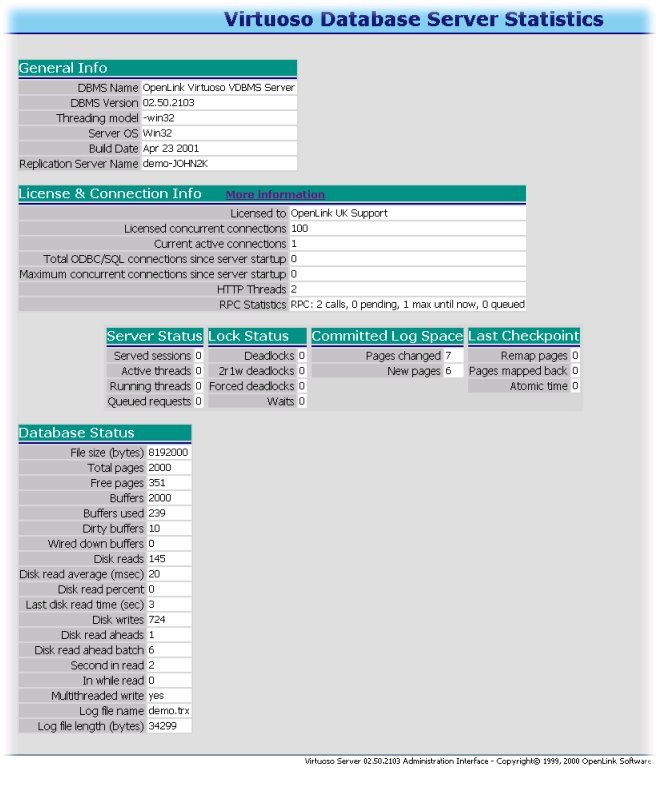 Virtuoso Database Server Statistics
General Info
DBMS Name OpenLink Virtuoso VDBMS Server
DBMS Version 02.50.2103
Threading model -win32
Server OS Win32
Build Date Apr 23 2001
Replication Server Name demo-JOHN2K
License & Connection Info More information
Licensed to OpenLink UK Support
Licensed concurrent connections 100
Current active connections 1
Total ODBC/SQL connections since server startup 0
Maximum concurrent connections since server startup 0
HTTP Threads 2
RPC Statistics RPC: 2 calls, 0 pending, 1 max until now, 0 queued
Server Status Lock Status Committed Log Space Last Checkpoint
Served sessions 0 Deadlocks 0 Pages changed 7 Remap pages 0
Active threads 0 2r1w deadlocks 0 New pages 6 Pages mapped back 0
Running threads 0 Forced deadlocks 0 Atomic time 0
Queued requests 0 Waits 0
Database Status
File size (bytes) 8192000
Total pages 2000
Free pages 351
Buffers 2000
Buffers used 239
Dirty buffers 10
Wired down buffers 0
Disk reads 145
Disk read average (msec) 20
Disk read percent 0
Last disk read time (sec) 3
Disk writes 724
Disk read aheads 1
Disk read ahead batch 6
Second in read 2
In while read 0
Multithreaded write yes
Log file name demo.trx
Log file length (bytes) 34299
Virtuoso Server 02.50.2103 Administration Interface - Copyright© 1999, 2000 OpenLink Software